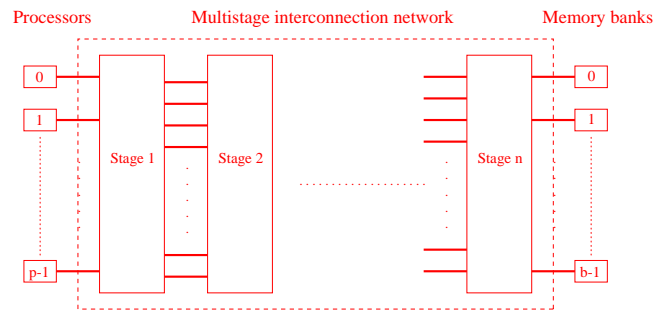 Processors Multistage interconnection network Memory banks
0 0
1 1
Stage 1 Stage 2 Stage n
p-1 b-1